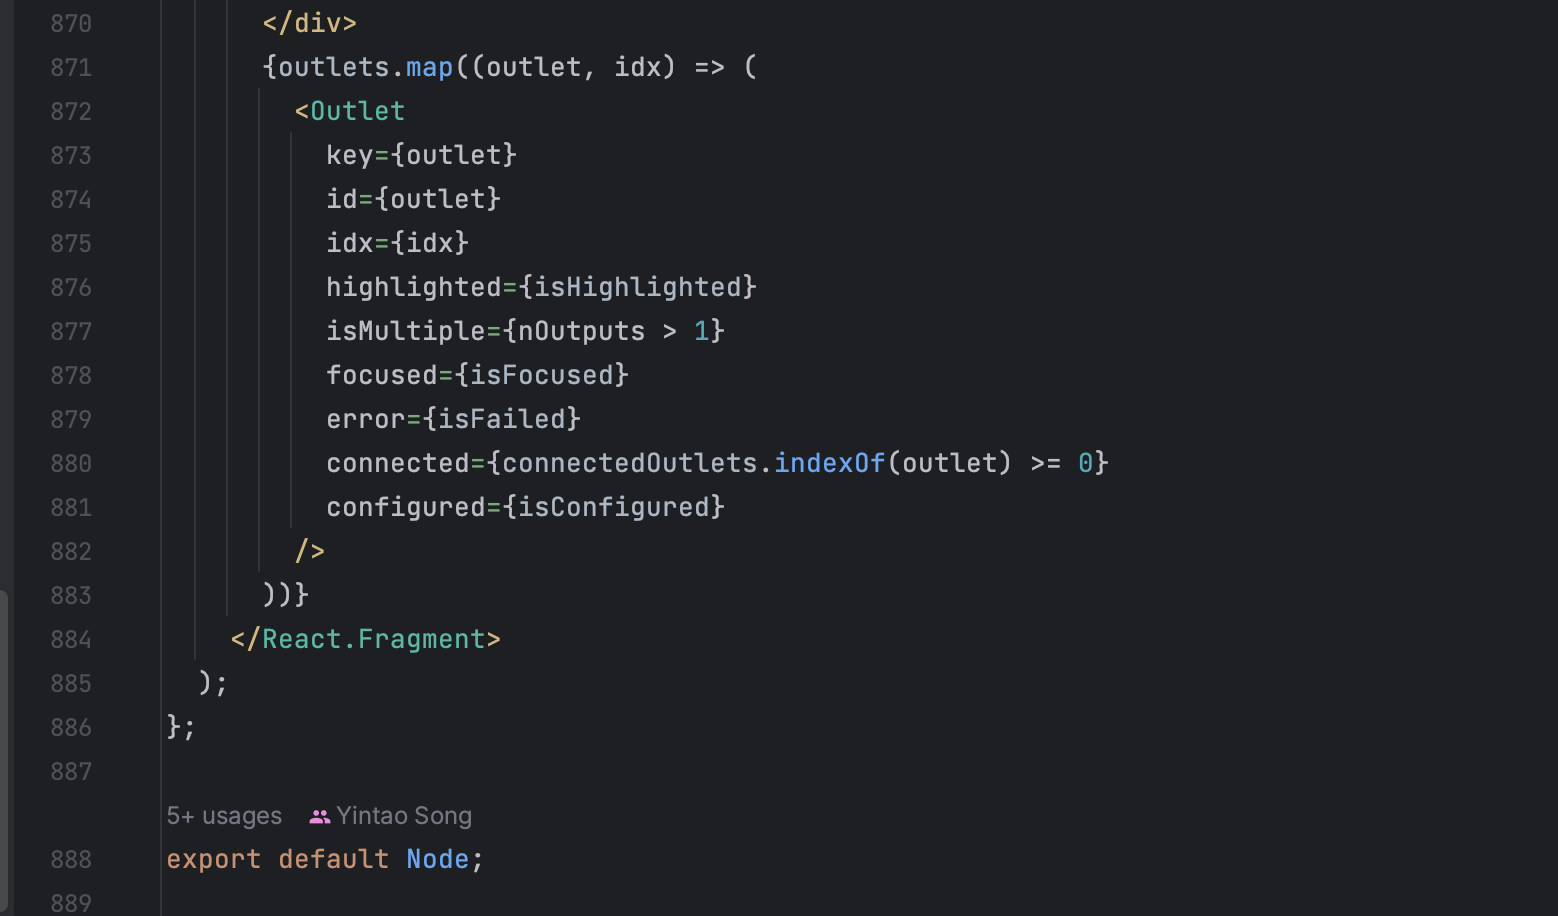 870 </div>
871 {outlets.map((outlet, idx) => (
872 <Outlet
873 key={outlet}
874 id={outlet}
875 idx={idx}
876 highlighted={isHighlighted}
877 isMultiple={nOutputs > 1}
878 focused={isFocused}
879 error={isFailed}
880 connected={connectedOutlets.indexOf(outlet) >= 0}
881 configured={isConfigured}
882 />
883 ))}
884 </React.Fragment>
885 );
886 };
887
5+ usages Yintao Song
888 export default Node;
889